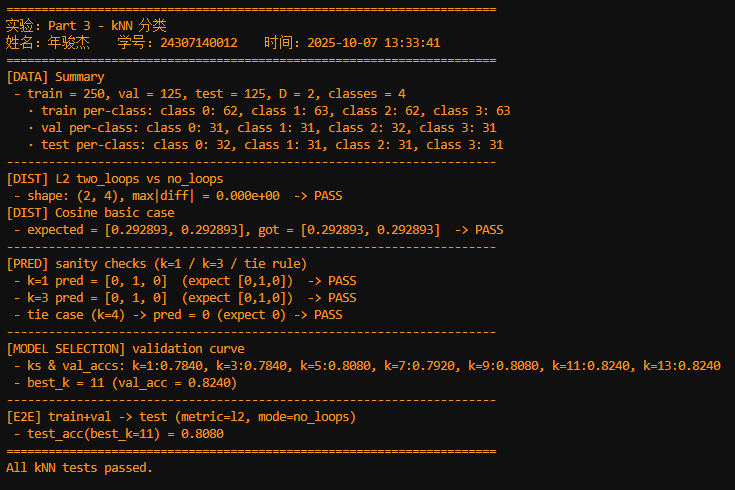 ======================================================================
实验: Part 3 - kNN 分类
姓名: 年骏杰    学号: 24307140012    时间: 2025-10-07 13:33:41
======================================================================
[DATA] Summary
 - train = 250, val = 125, test = 125, D = 2, classes = 4
   · train per-class: class 0: 62, class 1: 63, class 2: 62, class 3: 63
   · val per-class: class 0: 31, class 1: 31, class 2: 32, class 3: 31
   · test per-class: class 0: 32, class 1: 31, class 2: 31, class 3: 31
----------------------------------------------------------------------
[DIST] L2 two_loops vs no_loops
 - shape: (2, 4), max|diff| = 0.000e+00  -> PASS
[DIST] Cosine basic case
 - expected = [0.292893, 0.292893], got = [0.292893, 0.292893]  -> PASS
----------------------------------------------------------------------
[PRED] sanity checks (k=1 / k=3 / tie rule)
 - k=1 pred = [0, 1, 0]  (expect [0,1,0])  -> PASS
 - k=3 pred = [0, 1, 0]  (expect [0,1,0])  -> PASS
 - tie case (k=4) -> pred = 0 (expect 0) -> PASS
----------------------------------------------------------------------
[MODEL SELECTION] validation curve
 - ks & val_accs: k=1:0.7840, k=3:0.7840, k=5:0.8080, k=7:0.7920, k=9:0.8080, k=11:0.8240, k=13:0.8240
 - best_k = 11 (val_acc = 0.8240)
----------------------------------------------------------------------
[E2E] train+val -> test (metric=l2, mode=no_loops)
 - test_acc(best_k=11) = 0.8080
======================================================================
All kNN tests passed.